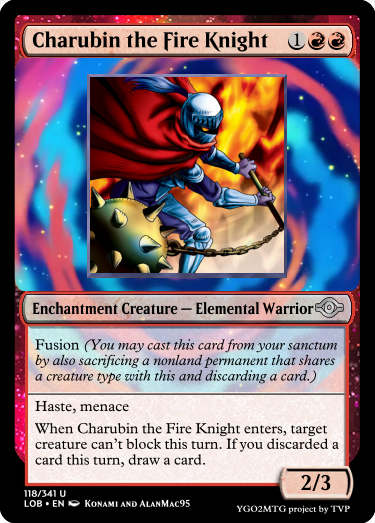 Charubin the Fire Knight 1
Enchantment Creature — Elemental Warrior
Fusion (You may cast this card from your sanctum
by also sacrificing a nonland permanent that shares
a creature type with this and discarding a card.)
Haste, menace
When Charubin the Fire Knight enters, target
creature can't block this turn. If you discarded a
card this turn, draw a card.
2/3
118/341 U
LOB • EN Konami and AlanMac95
YGO2MTG project by TVP